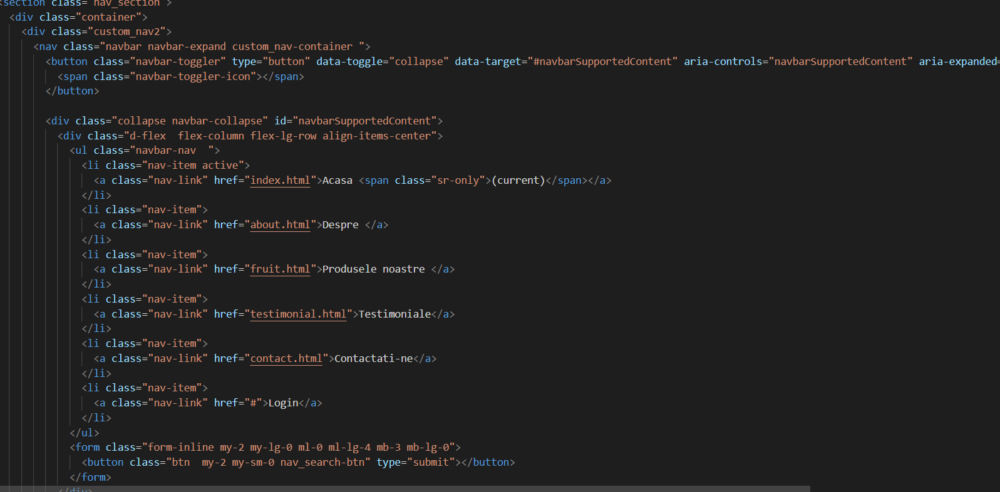 <section class="nav_section">
<div class="container">
<div class="custom_nav2">
<nav class="navbar navbar-expand custom_nav-container ">
<button class="navbar-toggler" type="button" data-toggle="collapse" data-target="#navbarSupportedContent" aria-controls="navbarSupportedContent" aria-expanded=
<span class="navbar-toggler-icon"></span>
</button>
<div class="collapse navbar-collapse" id="navbarSupportedContent">
<div class="d-flex  flex-column flex-lg-row align-items-center">
<ul class="navbar-nav  ">
<li class="nav-item active">
<a class="nav-link" href="index.html">Acasa <span class="sr-only">(current)</span></a>
</li>
<li class="nav-item">
<a class="nav-link" href="about.html">Despre </a>
</li>
<li class="nav-item">
<a class="nav-link" href="fruit.html">Produsele noastre </a>
</li>
<li class="nav-item">
<a class="nav-link" href="testimonial.html">Testimoniale</a>
</li>
<li class="nav-item">
<a class="nav-link" href="contact.html">Contactati-ne</a>
</li>
<li class="nav-item">
<a class="nav-link" href="#">Login</a>
</li>
</ul>
<form class="form-inline my-2 my-lg-0 ml-0 ml-lg-4 mb-3 mb-lg-0">
<button class="btn  my-2 my-sm-0 nav_search-btn" type="submit"></button>
</form>
</div>